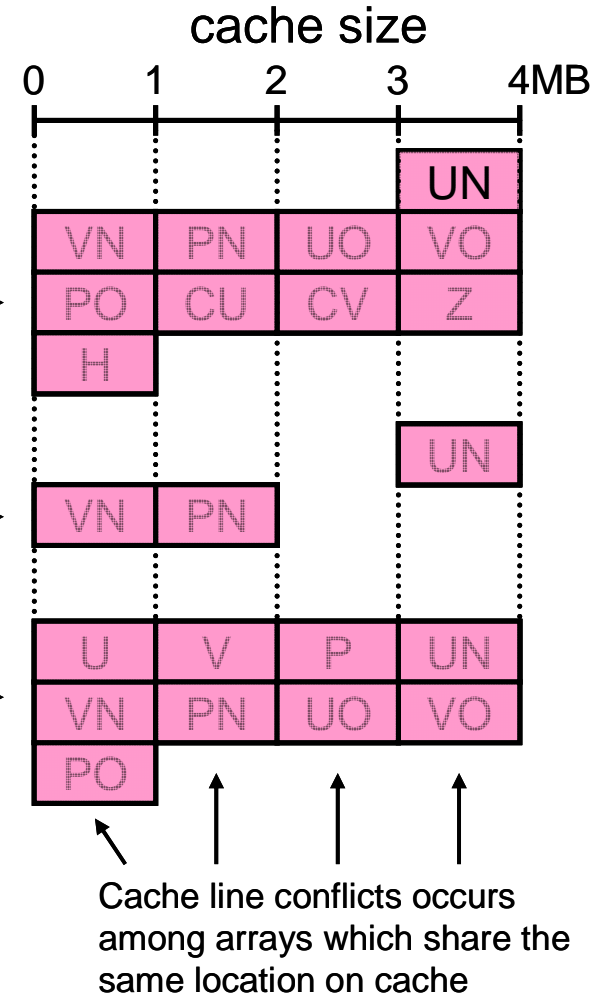 cache size
0 1 2 3 4MB
UN
VN PN UO VO
PO CU CV Z
H
UN
VN PN
U V P UN
VN PN UO VO
PO
Cache line conflicts occurs
among arrays which share the
same location on cache